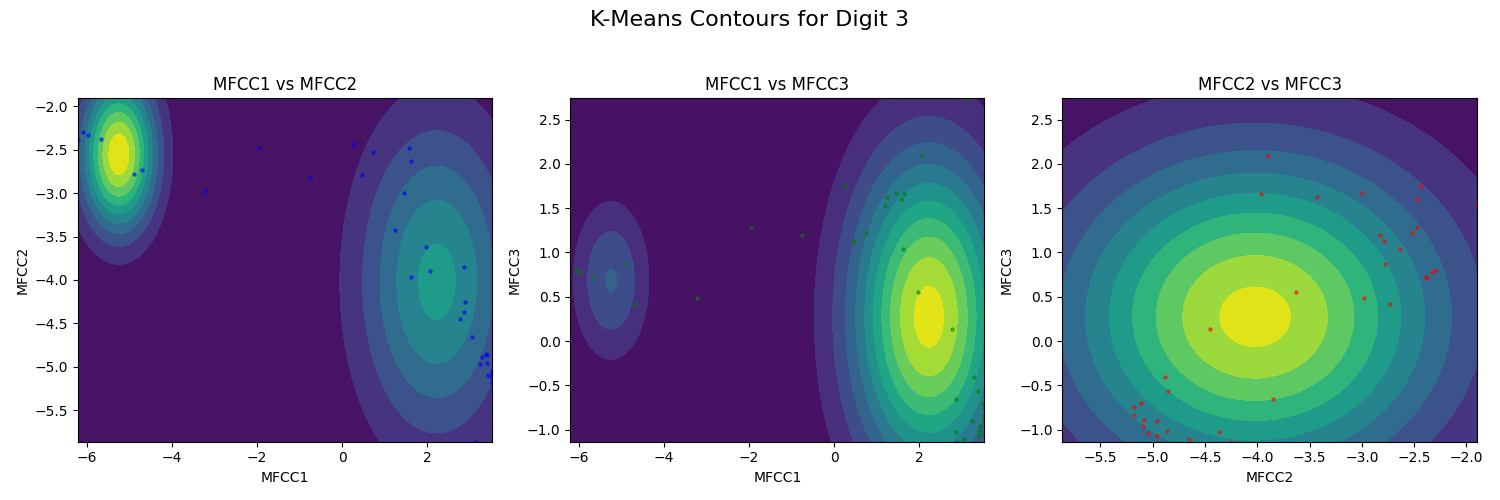 K-Means Contours for Digit 3
MFCC1 vs MFCC2
−2.0
−2.5
−3.0
−3.5
−4.0
−4.5
−5.0
−5.5
MFCC2
−6 −4 −2 0 2
MFCC1
MFCC1 vs MFCC3
2.5
2.0
1.5
1.0
0.5
0.0
−0.5
−1.0
MFCC3
−6 −4 −2 0 2
MFCC1
MFCC2 vs MFCC3
2.5
2.0
1.5
1.0
0.5
0.0
−0.5
−1.0
MFCC3
−5.5 −5.0 −4.5 −4.0 −3.5 −3.0 −2.5 −2.0
MFCC2